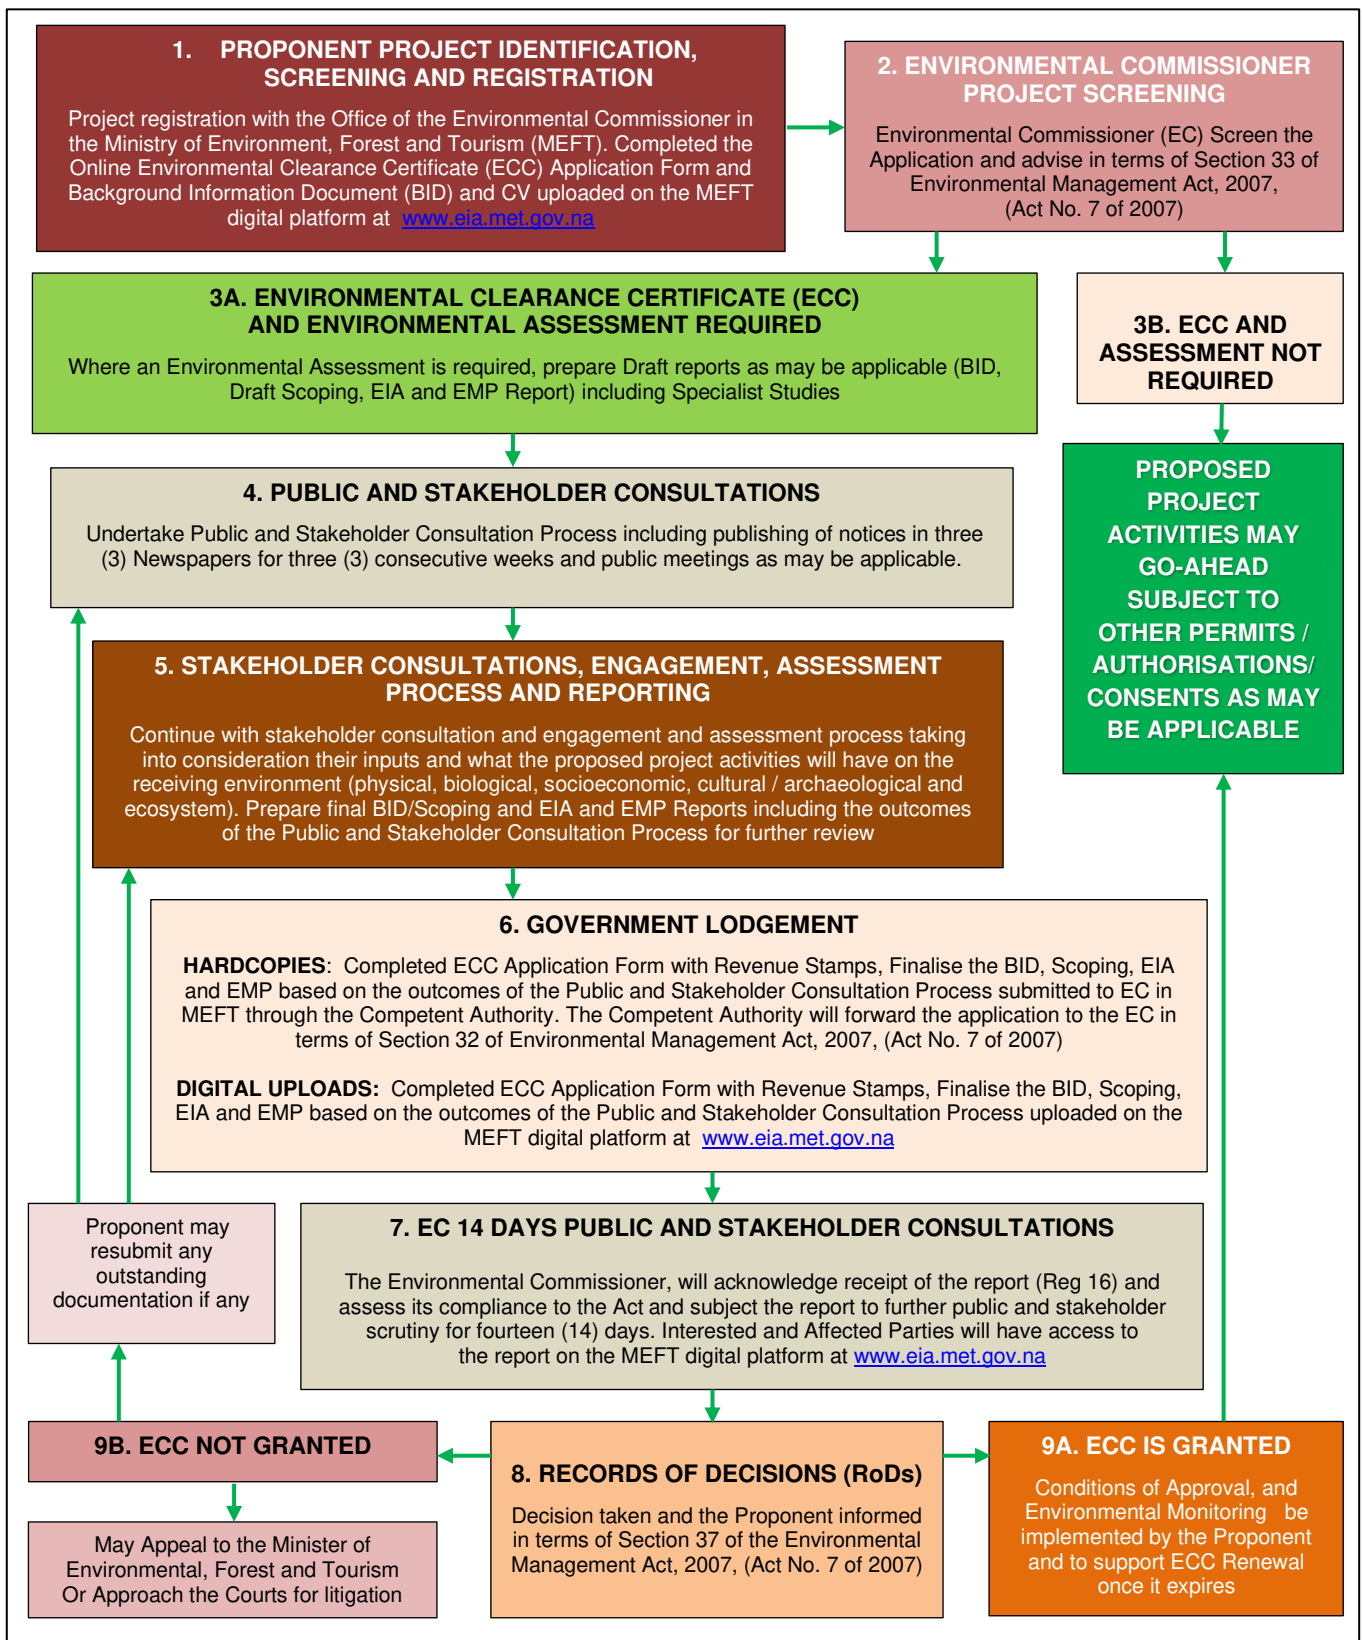 1. PROPONENT PROJECT IDENTIFICATION,
SCREENING AND REGISTRATION
Project registration with the Office of the Environmental Commissioner in
the Ministry of Environment, Forest and Tourism (MEFT). Completed the
Online Environmental Clearance Certificate (ECC) Application Form and
Background Information Document (BID) and CV uploaded on the MEFT
digital platform at www.eia.met.gov.na
2. ENVIRONMENTAL COMMISSIONER
PROJECT SCREENING
Environmental Commissioner (EC) Screen the
Application and advise in terms of Section 33 of
Environmental Management Act, 2007,
(Act No. 7 of 2007)
3A. ENVIRONMENTAL CLEARANCE CERTIFICATE (ECC)
AND ENVIRONMENTAL ASSESSMENT REQUIRED
Where an Environmental Assessment is required, prepare Draft reports as may be applicable (BID,
Draft Scoping, EIA and EMP Report) including Specialist Studies
3B. ECC AND
ASSESSMENT NOT
REQUIRED
PROPOSED
PROJECT
ACTIVITIES MAY
GO-AHEAD
SUBJECT TO
OTHER PERMITS /
AUTHORISATIONS/
CONSENTS AS MAY
BE APPLICABLE
4. PUBLIC AND STAKEHOLDER CONSULTATIONS
Undertake Public and Stakeholder Consultation Process including publishing of notices in three
(3) Newspapers for three (3) consecutive weeks and public meetings as may be applicable.
5. STAKEHOLDER CONSULTATIONS, ENGAGEMENT, ASSESSMENT
PROCESS AND REPORTING
Continue with stakeholder consultation and engagement and assessment process taking
into consideration their inputs and what the proposed project activities will have on the
receiving environment (physical, biological, socioeconomic, cultural / archaeological and
ecosystem). Prepare final BID/Scoping and EIA and EMP Reports including the outcomes
of the Public and Stakeholder Consultation Process for further review
6. GOVERNMENT LODGEMENT
HARDCOPIES: Completed ECC Application Form with Revenue Stamps, Finalise the BID, Scoping, EIA
and EMP based on the outcomes of the Public and Stakeholder Consultation Process submitted to EC in
MEFT through the Competent Authority. The Competent Authority will forward the application to the EC in
terms of Section 32 of Environmental Management Act, 2007, (Act No. 7 of 2007)
DIGITAL UPLOADS: Completed ECC Application Form with Revenue Stamps, Finalise the BID, Scoping,
EIA and EMP based on the outcomes of the Public and Stakeholder Consultation Process uploaded on the
MEFT digital platform at www.eia.met.gov.na
Proponent may
resubmit any
outstanding
documentation if any
7. EC 14 DAYS PUBLIC AND STAKEHOLDER CONSULTATIONS
The Environmental Commissioner, will acknowledge receipt of the report (Reg 16) and
assess its compliance to the Act and subject the report to further public and stakeholder
scrutiny for fourteen (14) days. Interested and Affected Parties will have access to
the report on the MEFT digital platform at www.eia.met.gov.na
9B. ECC NOT GRANTED
May Appeal to the Minister of
Environmental, Forest and Tourism
Or Approach the Courts for litigation
8. RECORDS OF DECISIONS (RoDs)
Decision taken and the Proponent informed
in terms of Section 37 of the Environmental
Management Act, 2007, (Act No. 7 of 2007)
9A. ECC IS GRANTED
Conditions of Approval, and
Environmental Monitoring be
implemented by the Proponent
and to support ECC Renewal
once it expires